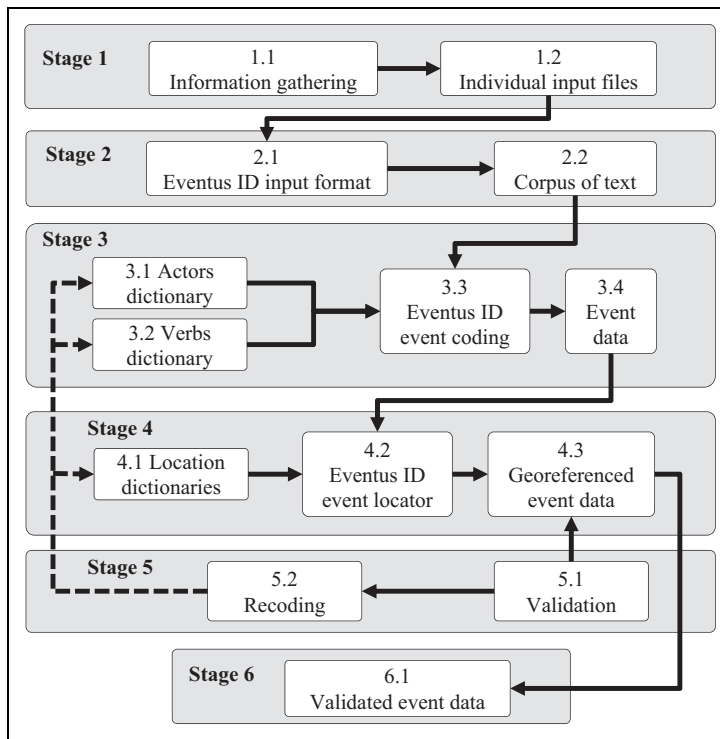 Stage 1
1.1
Information gathering
1.2
Individual input files
Stage 2
2.1
Eventus ID input format
2.2
Corpus of text
Stage 3
3.1 Actors
dictionary
3.2 Verbs
dictionary
3.3
Eventus ID
event coding
3.4
Event
data
Stage 4
4.1 Location
dictionaries
4.2
Eventus ID
event locator
4.3
Georeferenced
event data
Stage 5
5.2
Recoding
5.1
Validation
Stage 6
6.1
Validated event data